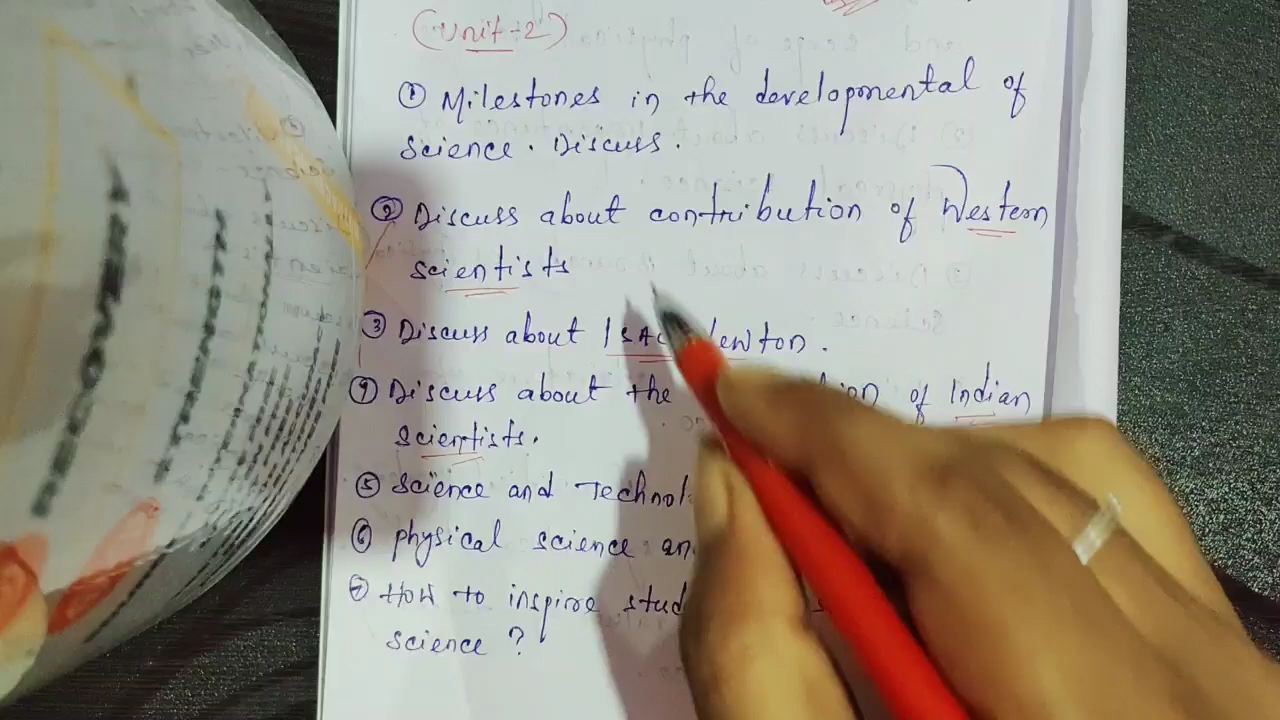 (Unit-2)
① Milestones in the developmental of
science. Discuss.
② Discuss about contribution of Western
scientists
③ Discuss about ISAC Newton.
④ Discuss about the of Indian
scientists.
⑤ Science and
⑥ physical science
⑦ How to inspire
science ?